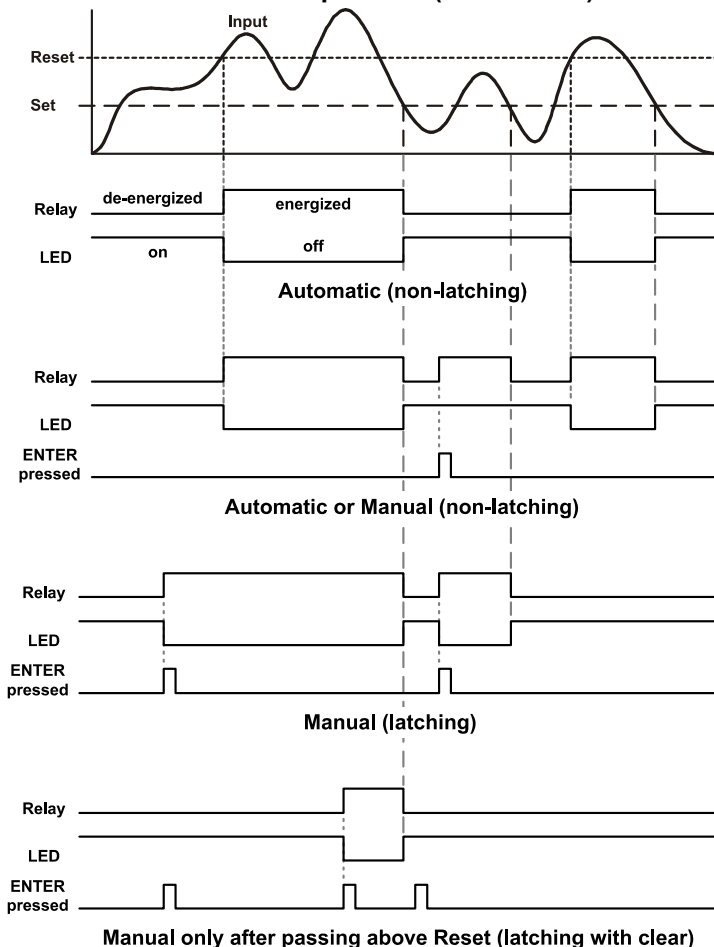 Input
Reset
Set
de-energized
energized
Relay
on
off
LED
Automatic (non-latching)
Relay
LED
ENTER
pressed
Automatic or Manual (non-latching)
Relay
LED
ENTER
pressed
Manual (latching)
Relay
LED
ENTER
pressed
Manual only after passing above Reset (latching with clear)